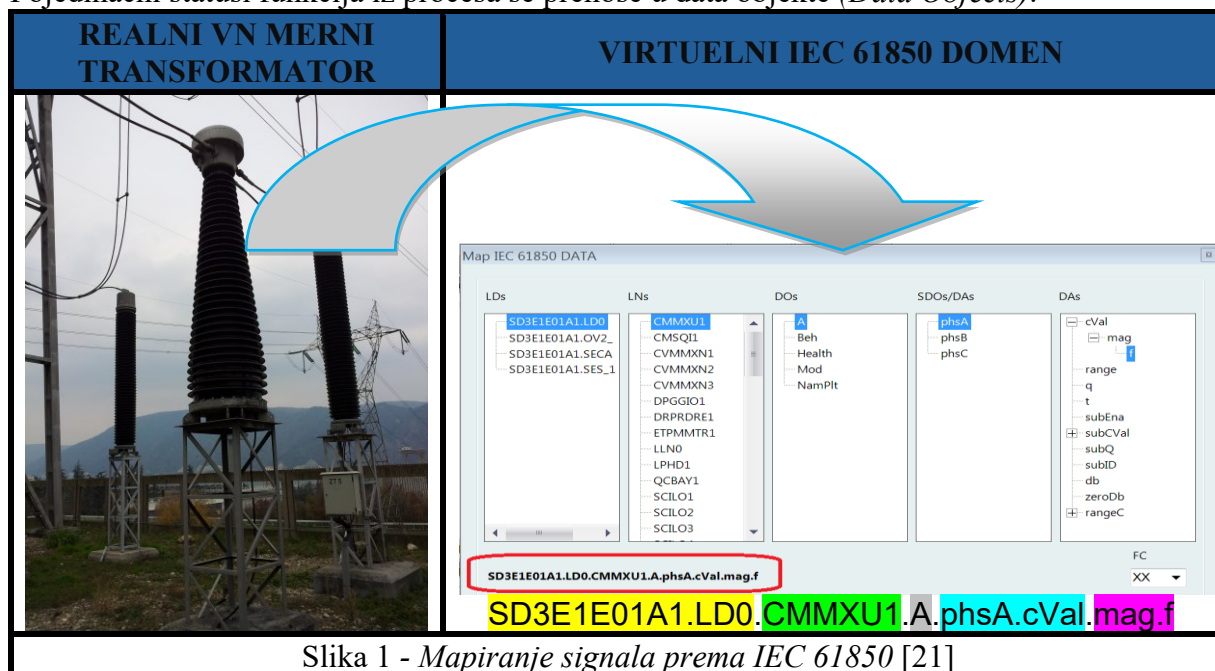 REALNI VN MERNI
TRANSFORMATOR
VIRTUELNI IEC 61850 DOMEN
Map IEC 61850 DATA
LDs
SD3E1E01A1.LD0
SD3E1E01A1.OV2_
SD3E1E01A1.SECA
SD3E1E01A1.SES_1
LNs
CMMXU1
CMSQI1
CVMMXN1
CVMMXN2
CVMMXN3
DPGGIO1
DRPRDRE1
ETPMMTR1
LLN0
LPHD1
QCBAY1
SCILO1
SCILO2
SCILO3
DOs
A
Beh
Health
Mod
NamPlt
SDOs/DAs
phsA
phsB
phsC
DAs
cVal
mag
f
range
q
t
subEna
subCVal
subQ
subID
db
zeroDb
rangeC
FC
XX
SD3E1E01A1.LD0.CMMXU1.A.phsA.cVal.mag.f
SD3E1E01A1.LD0.CMMXU1.A.phsA.cVal.mag.f
Slika 1 - Mapiranje signala prema IEC 61850 [21]